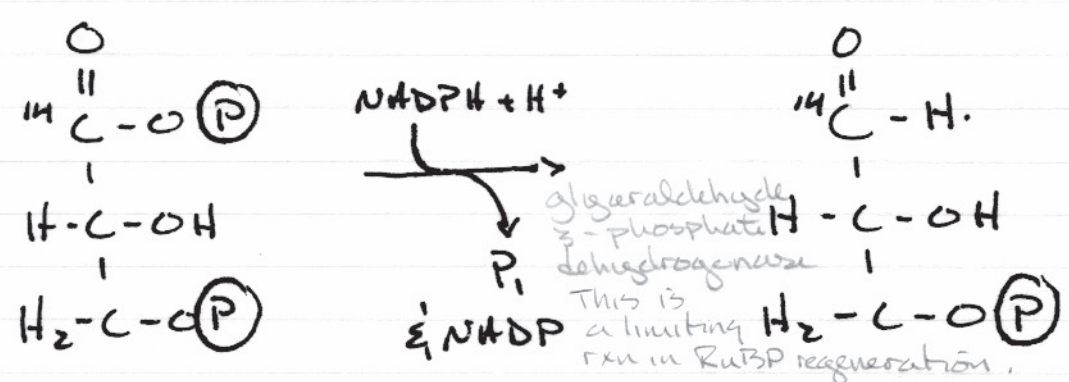 O O
|| ||
¹⁴C - O Ⓟ NADPH + H⁺ ¹⁴C - H.
H - C - OH glyceraldehyde H - C - OH
3-phosphate
dehydrogenase
H₂ - C - O Ⓟ Pᵢ This is H₂ - C - O Ⓟ
& NADP a limiting
rxn in RuBP regeneration.